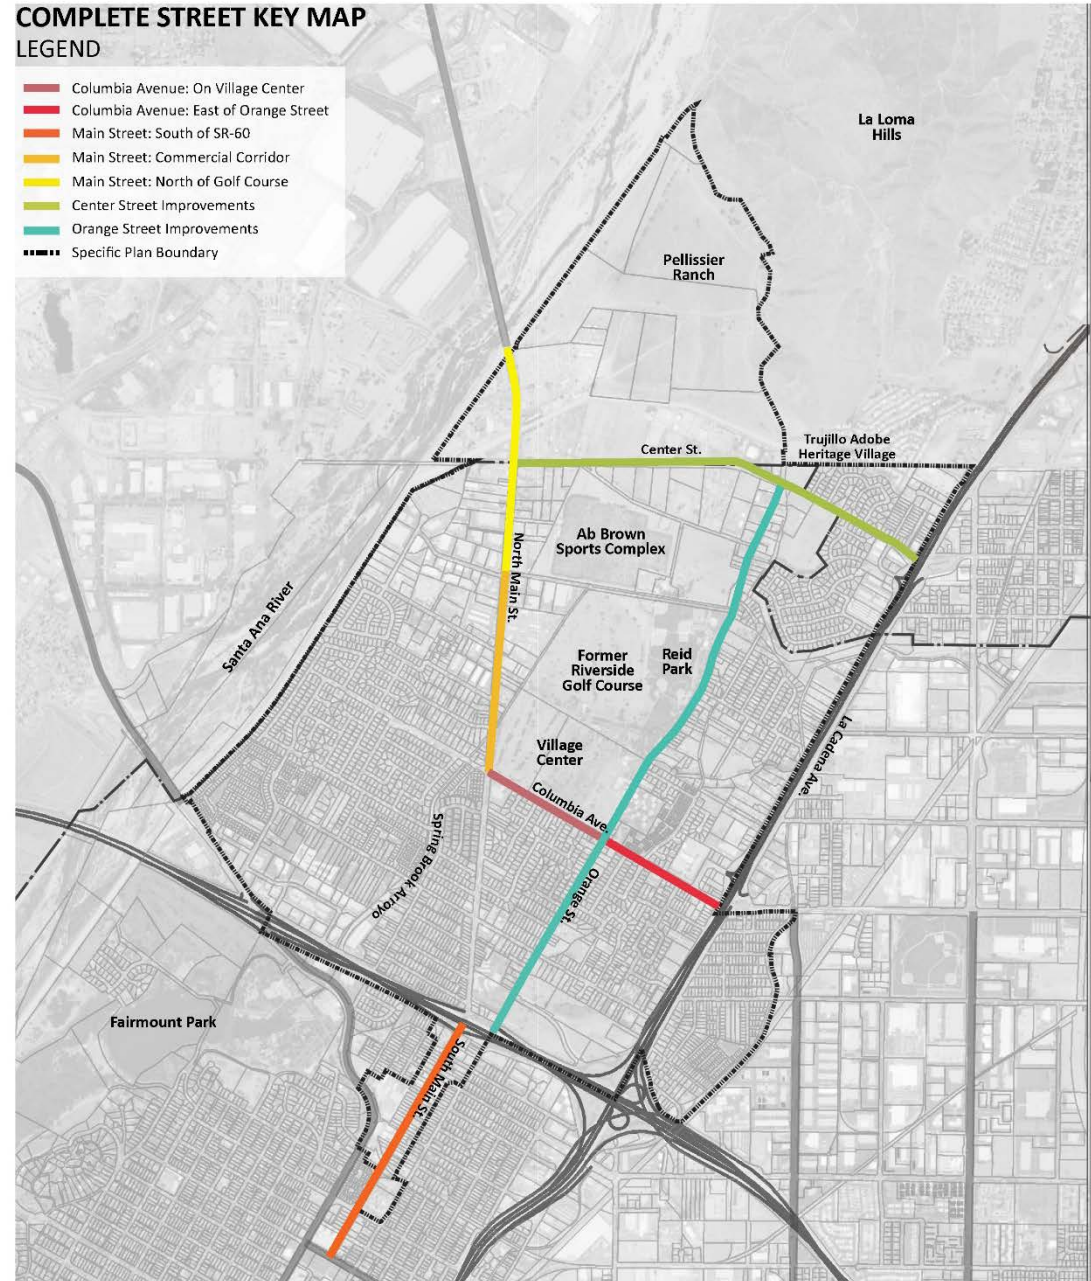 COMPLETE STREET KEY MAP
LEGEND
Columbia Avenue: On Village Center
Columbia Avenue: East of Orange Street
Main Street: South of SR-60
Main Street: Commercial Corridor
Main Street: North of Golf Course
Center Street Improvements
Orange Street Improvements
Specific Plan Boundary
La Loma
Hills
Pellissier
Ranch
Center St.
Trujillo Adobe
Heritage Village
Ab Brown
Sports Complex
North Main St.
Santa Ana River
Former
Riverside
Golf Course
Reid
Park
Village
Center
La Cadena Ave.
Columbia Ave.
Spring Brook Arroyo
Orange St.
Fairmount Park
South Main St.